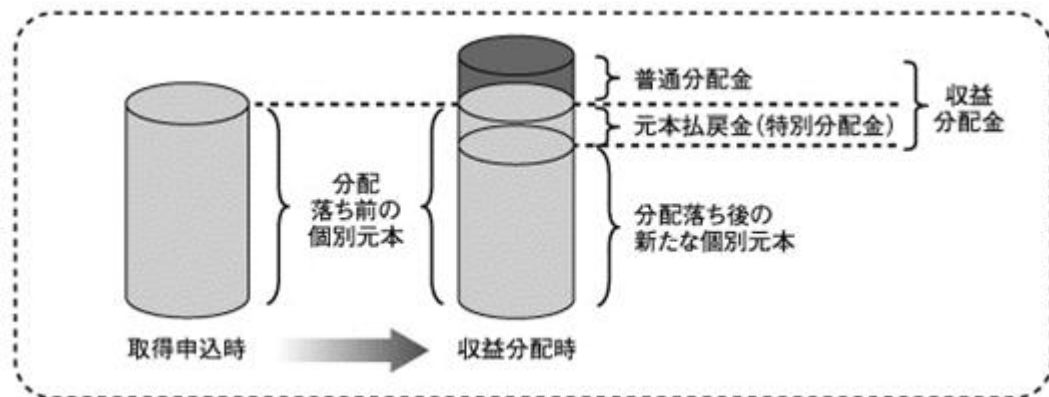 普通分配金
元本払戻金(特別分配金)
収益
分配金
分配
落ち前の
個別元本
分配落ち後の
新たな個別元本
取得申込時
収益分配時